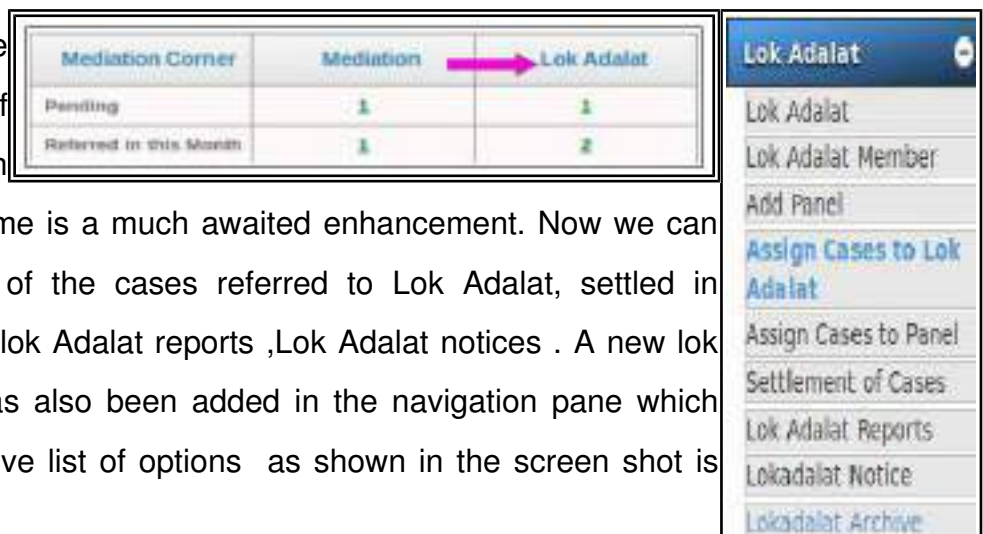 Mediation Corner Mediation Lok Adalat
Pending 1 1
Referred in this Month 1 2
me is a much awaited enhancement. Now we can
of the cases referred to Lok Adalat, settled in
lok Adalat reports ,Lok Adalat notices . A new lok
as also been added in the navigation pane which
ve list of options as shown in the screen shot is
Lok Adalat
Lok Adalat
Lok Adalat Member
Add Panel
Assign Cases to Lok
Adalat
Assign Cases to Panel
Settlement of Cases
Lok Adalat Reports
Lokadalat Notice
Lokadalat Archive